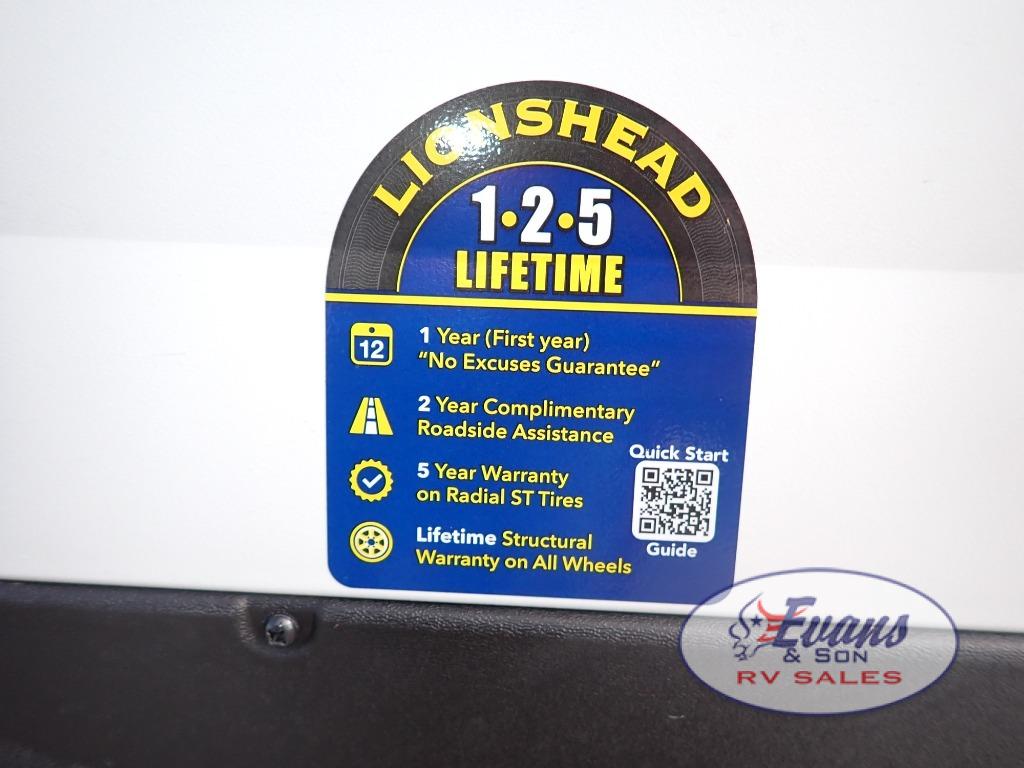 LIONSHEAD
1•2•5
LIFETIME
12
1 Year (First year)
“No Excuses Guarantee”
2 Year Complimentary
Roadside Assistance
5 Year Warranty
on Radial ST Tires
Lifetime Structural
Warranty on All Wheels
Quick Start
Guide
Evans
& SON
RV SALES